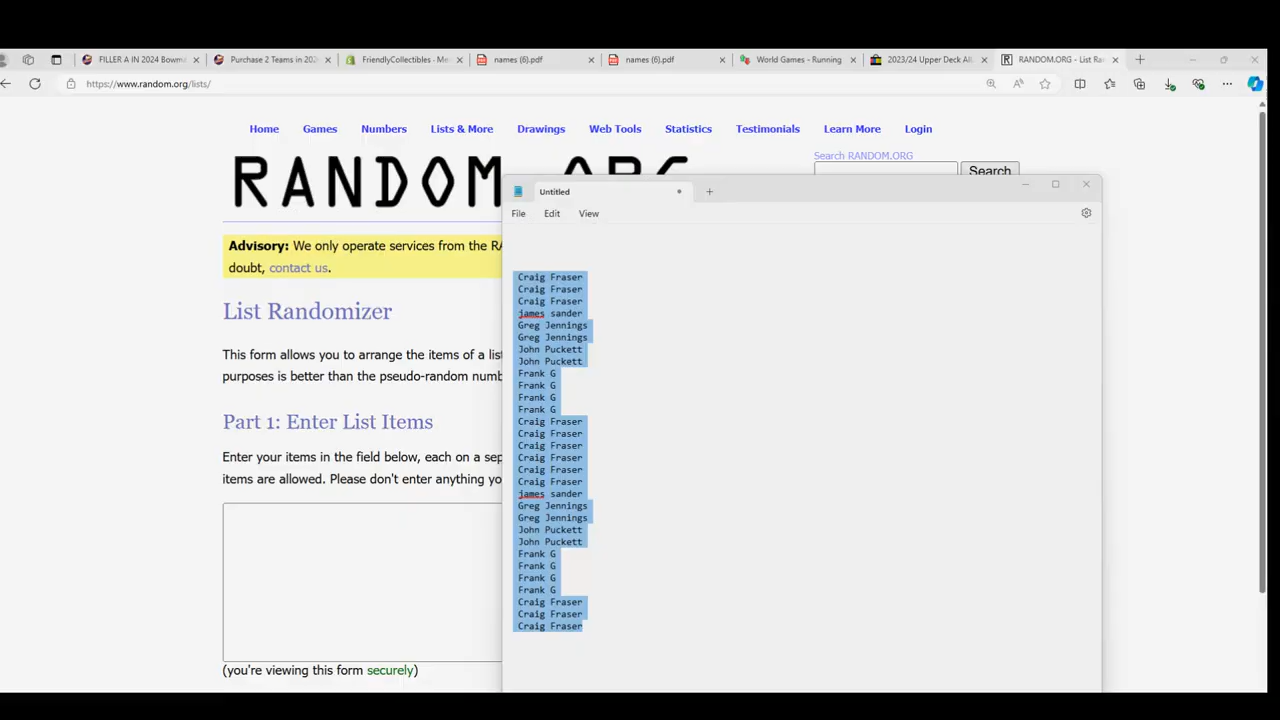 FILLER A IN 2024 Bowma
Purchase 2 Teams in 202
FriendlyCollectibles - Me
names (6).pdf
names (6).pdf
World Games - Running
2023/24 Upper Deck All
RANDOM.ORG - List Ra
https://www.random.org/lists/
Home Games Numbers Lists & More Drawings Web Tools Statistics Testimonials Learn More Login
Search RANDOM.ORG
RANDOM.ORG
Search
Untitled
File Edit View
Advisory: We only operate services from the RA
doubt, contact us.
List Randomizer
This form allows you to arrange the items of a lis
purposes is better than the pseudo-random numb
Part 1: Enter List Items
Enter your items in the field below, each on a sep
items are allowed. Please don't enter anything yo
(you're viewing this form securely)
Craig Fraser
Craig Fraser
Craig Fraser
james sander
Greg Jennings
Greg Jennings
John Puckett
John Puckett
Frank G
Frank G
Frank G
Frank G
Craig Fraser
Craig Fraser
Craig Fraser
Craig Fraser
Craig Fraser
Craig Fraser
james sander
Greg Jennings
Greg Jennings
John Puckett
John Puckett
Frank G
Frank G
Frank G
Frank G
Craig Fraser
Craig Fraser
Craig Fraser